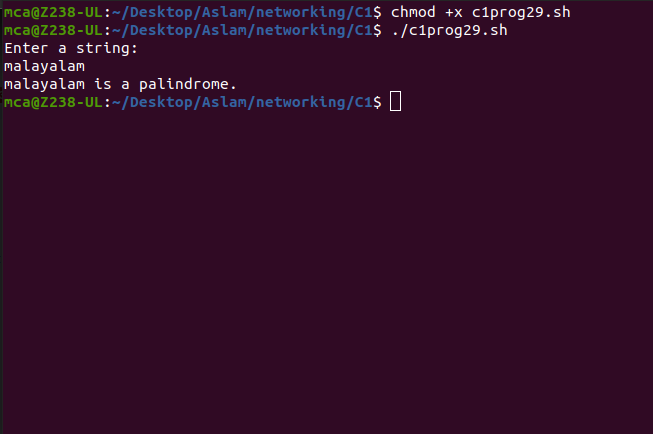 mca@Z238-UL:~/Desktop/Aslam/networking/C1$ chmod +x c1prog29.sh
mca@Z238-UL:~/Desktop/Aslam/networking/C1$ ./c1prog29.sh
Enter a string:
malayalam
malayalam is a palindrome.
mca@Z238-UL:~/Desktop/Aslam/networking/C1$